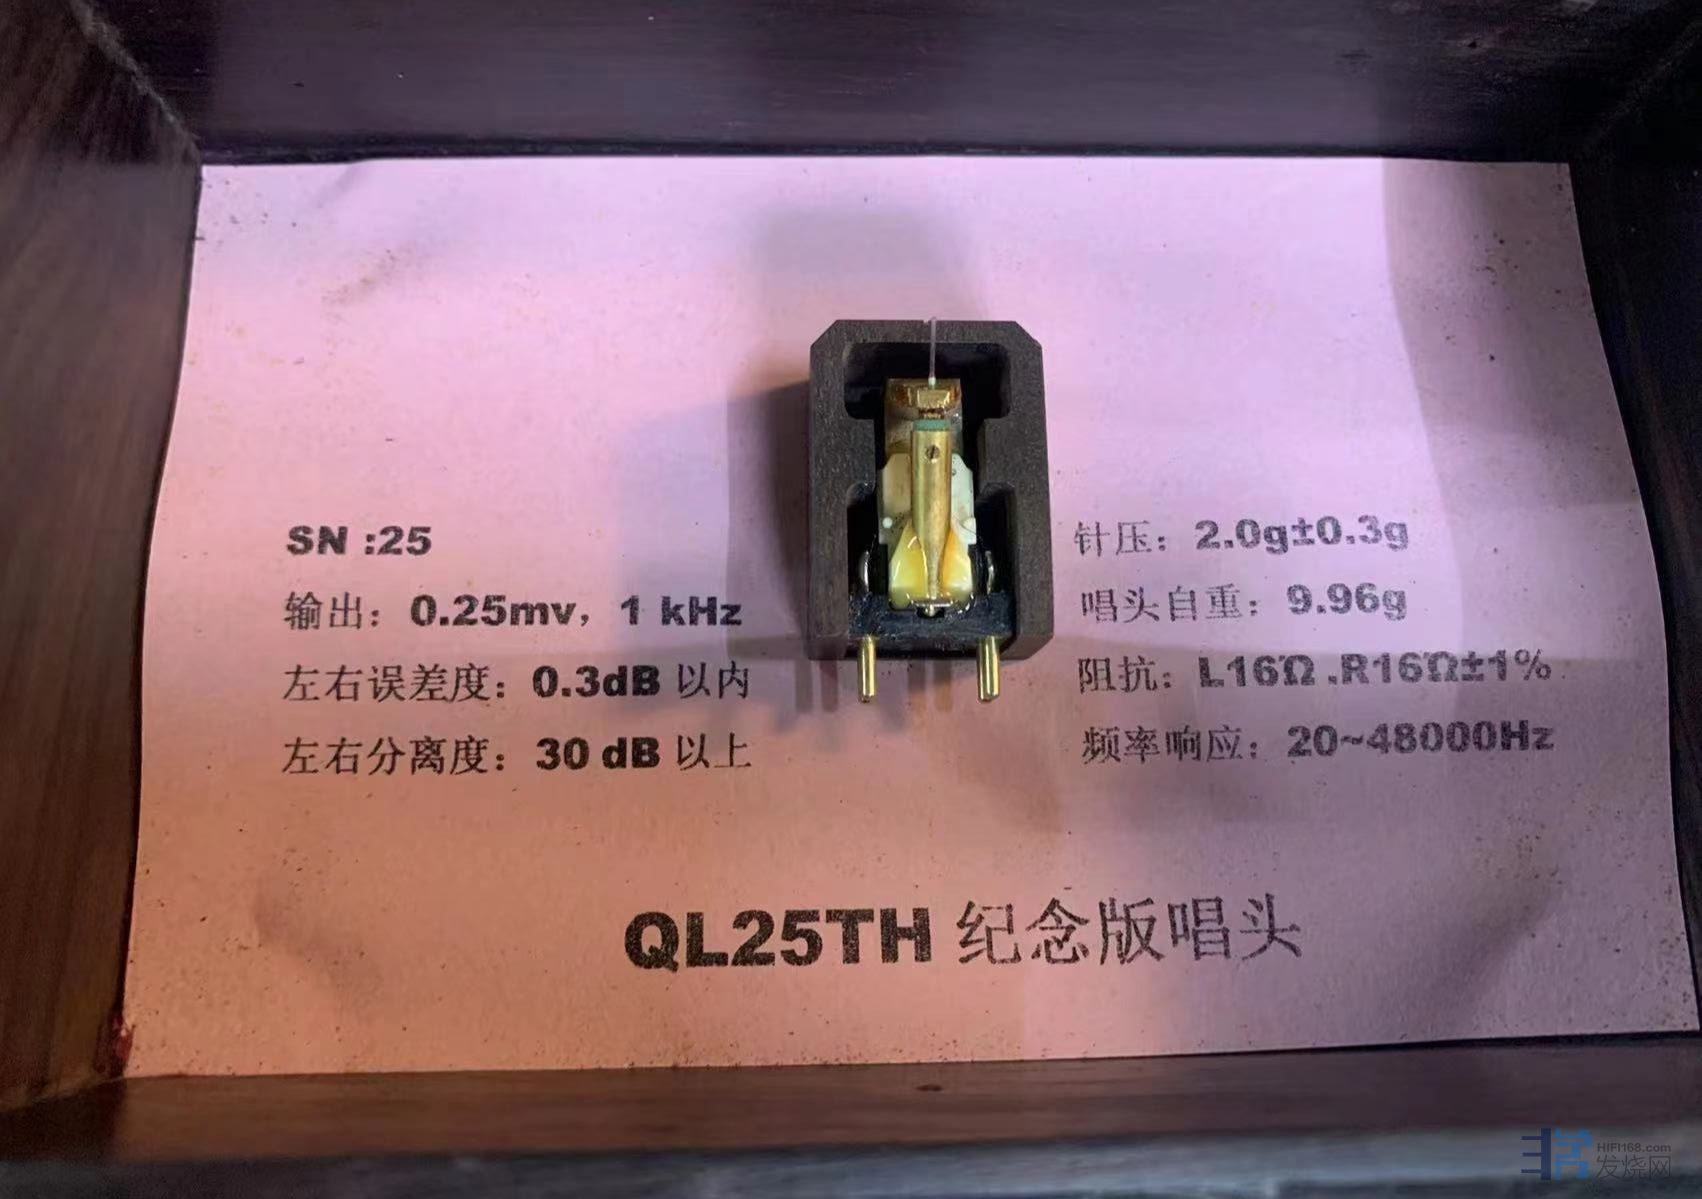 SN :25
输出：0.25mv，1 kHz
左右误差度：0.3dB 以内
左右分离度：30 dB 以上
针压：2.0g±0.3g
唱头自重：9.96g
阻抗：L16Ω .R16Ω±1%
频率响应：20~48000Hz
QL25TH 纪念版唱头
非常
HIFI168.com
发烧网